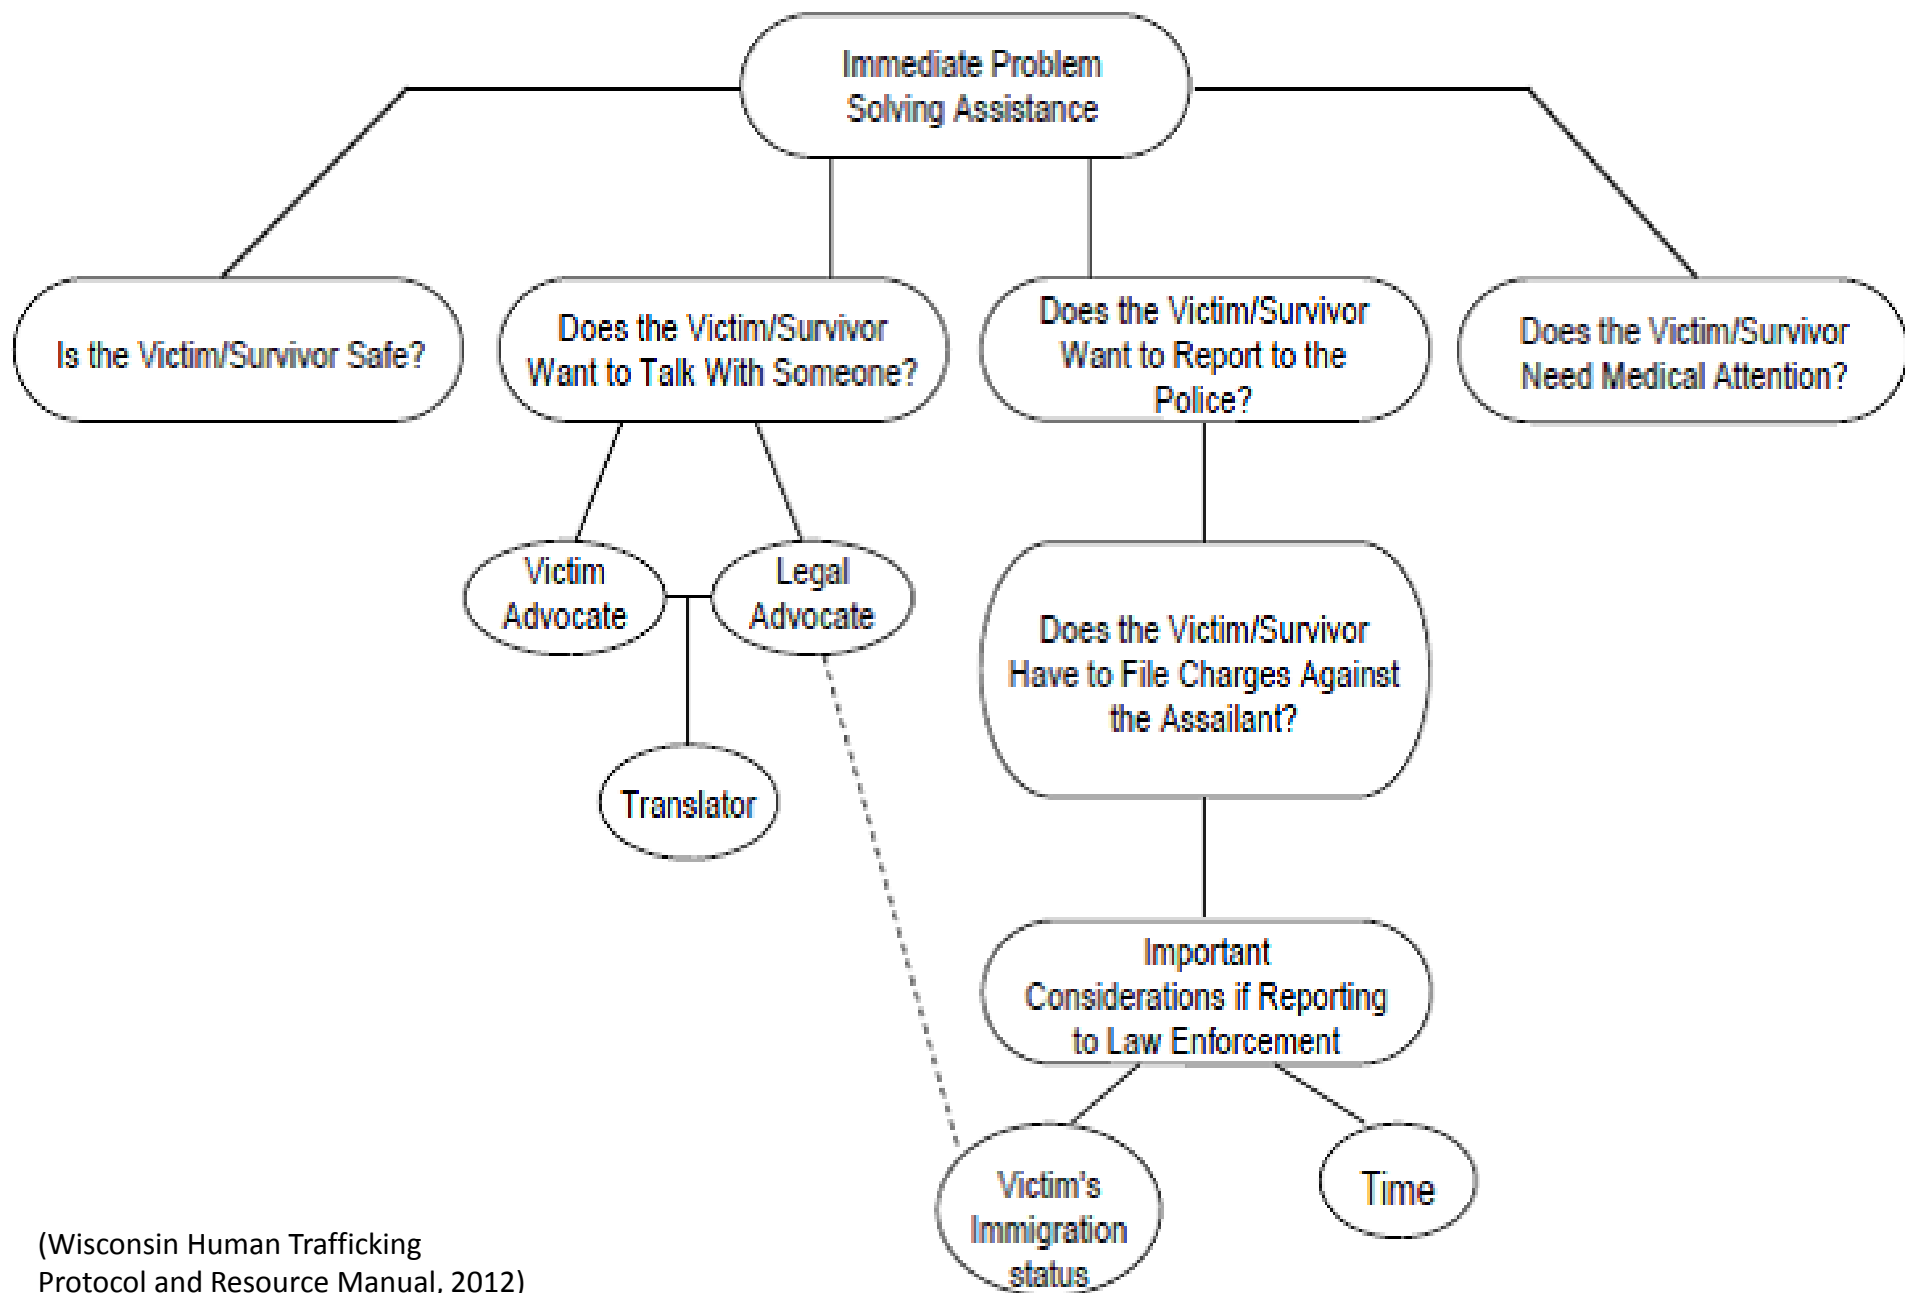 Immediate Problem
Solving Assistance
Is the Victim/Survivor Safe?
Does the Victim/Survivor
Want to Talk With Someone?
Does the Victim/Survivor
Want to Report to the
Police?
Does the Victim/Survivor
Need Medical Attention?
Victim
Advocate
Legal
Advocate
Translator
Does the Victim/Survivor
Have to File Charges Against
the Assailant?
Important
Considerations if Reporting
to Law Enforcement
Victim's
Immigration
status
Time
(Wisconsin Human Trafficking
Protocol and Resource Manual, 2012)